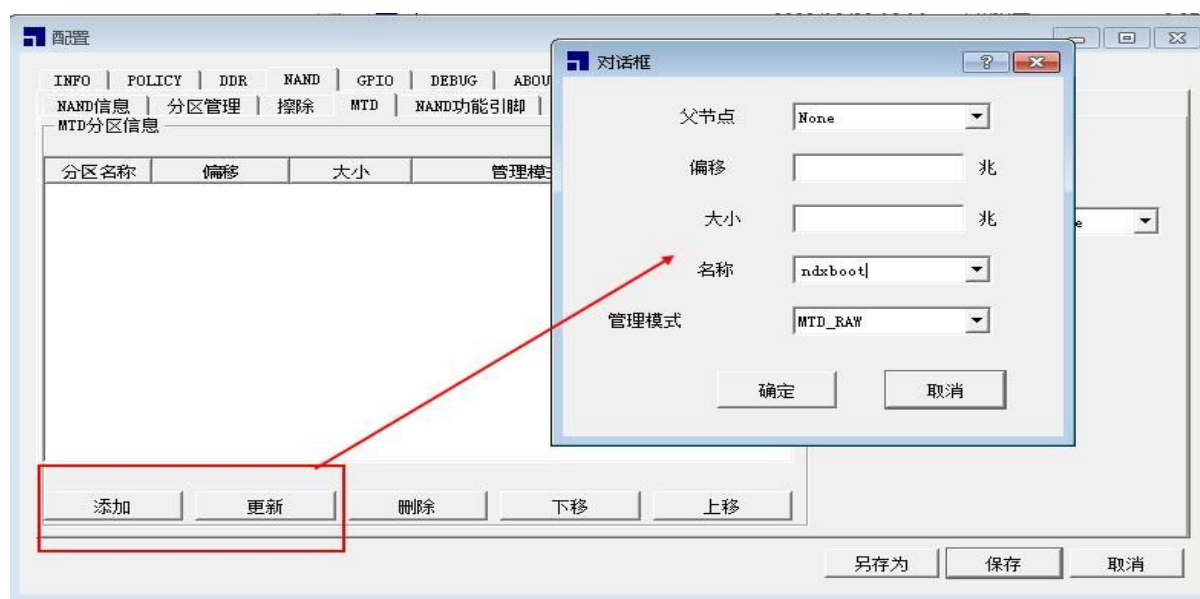 配置
INFO POLICY DDR NAND GPIO DEBUG ABOU
NAND信息 分区管理 擦除 MTD NAND功能引脚
MTD分区信息
分区名称 偏移 大小 管理模
添加 更新 删除 下移 上移
另存为 保存 取消
对话框
父节点 None
偏移 兆
大小 兆
名称 ndxboot
管理模式 MTD_RAW
确定 取消
e